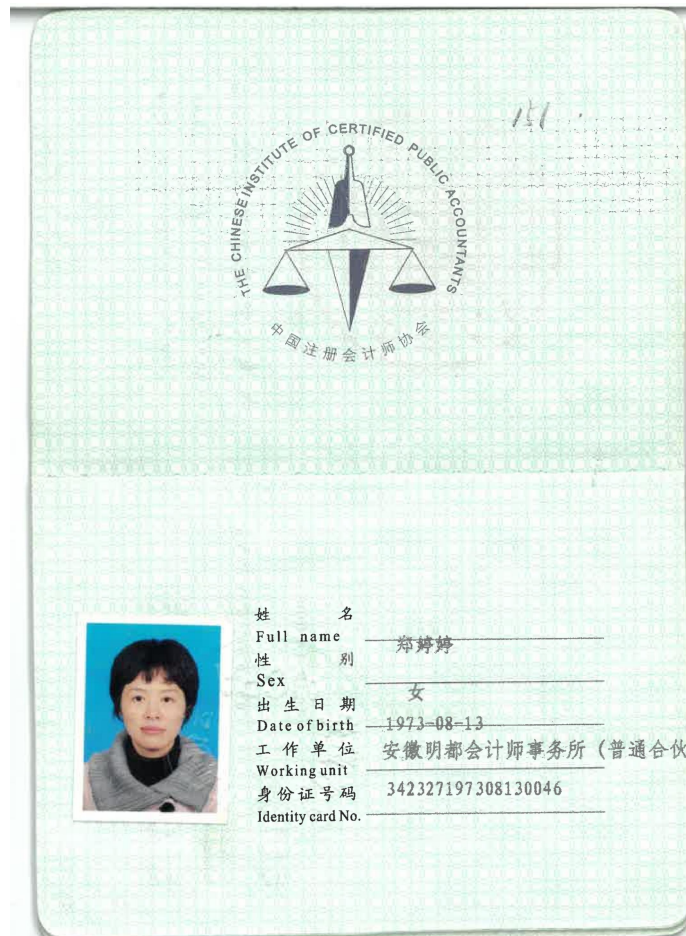 151
THE CHINESE INSTITUTE OF CERTIFIED PUBLIC ACCOUNTANTS
中国注册会计师协会
姓名
Full name 郑婷婷
性别
Sex 女
出生日期
Date of birth 1973-08-13
工作单位 安徽明都会计师事务所（普通合伙
Working unit
身份证号码 342327197308130046
Identity card No.